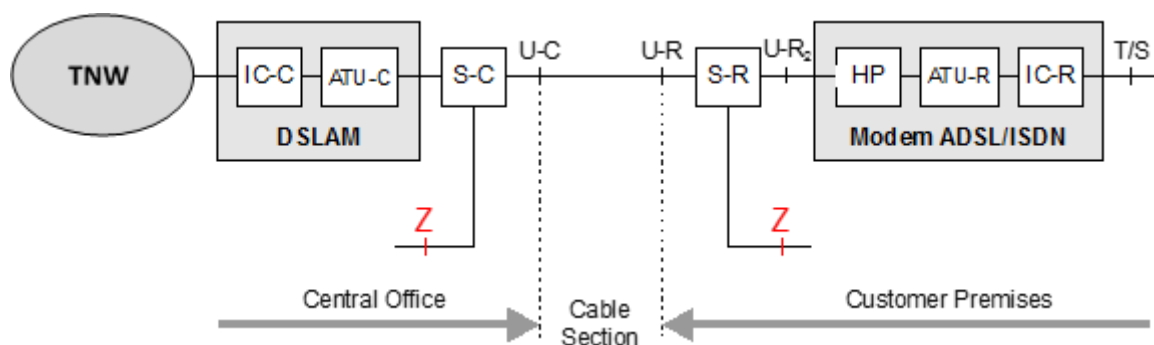 U-C
U-R
U-R₂
T/S
TNW
IC-C
ATU-C
S-C
S-R
HP
ATU-R
IC-R
DSLAM
Modem ADSL/ISDN
Z
Z
Central Office
Cable
Section
Customer Premises